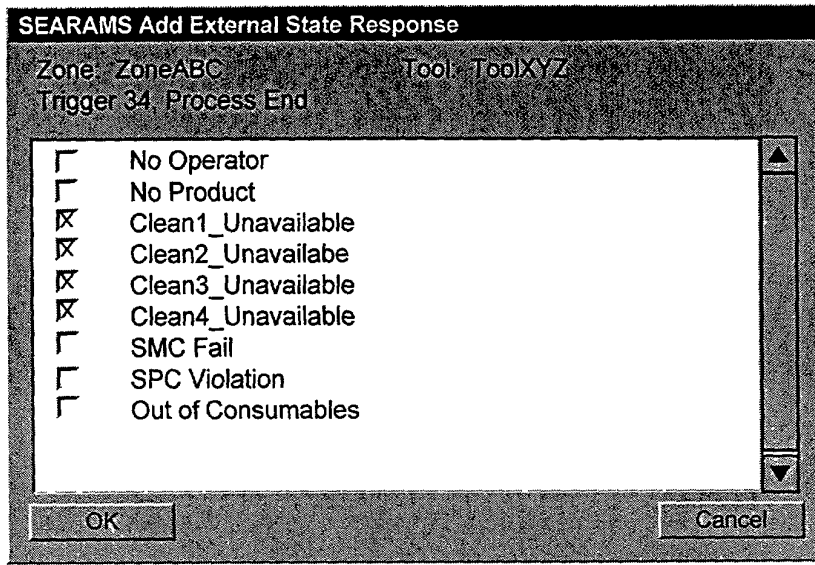 SEARAMS Add External State Response
Zone: ZoneABC Tool: ToolXYZ
Trigger 34, Process End
No Operator
No Product
Clean1_Unavailable
Clean2_Unavailabe
Clean3_Unavailable
Clean4_Unavailable
SMC Fail
SPC Violation
Out of Consumables
OK Cancel